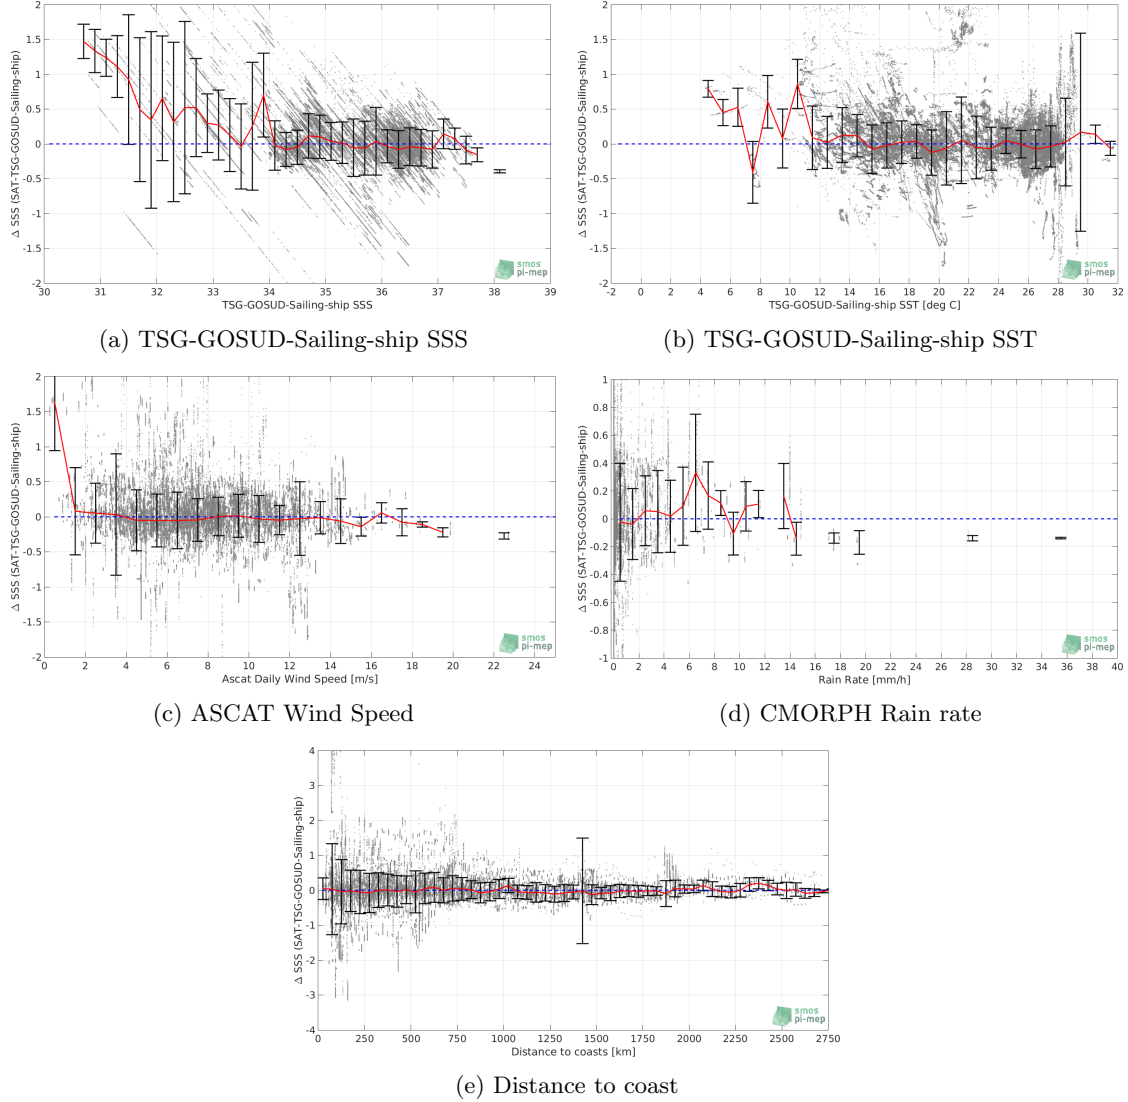 2
1.5
1
0.5
0
-0.5
-1
-1.5
-2
Δ SSS (SAT-TSG-GOSUD-Sailing-ship)
30 31 32 33 34 35 36 37 38 39
TSG-GOSUD-Sailing-ship SSS
smos
pi-mep
(a) TSG-GOSUD-Sailing-ship SSS
2
1.5
1
0.5
0
-0.5
-1
-1.5
-2
Δ SSS (SAT-TSG-GOSUD-Sailing-ship)
-2 0 2 4 6 8 10 12 14 16 18 20 22 24 26 28 30 32
TSG-GOSUD-Sailing-ship SST [deg C]
smos
pi-mep
(b) TSG-GOSUD-Sailing-ship SST
2
1.5
1
0.5
0
-0.5
-1
-1.5
-2
Δ SSS (SAT-TSG-GOSUD-Sailing-ship)
0 2 4 6 8 10 12 14 16 18 20 22 24
Ascat Daily Wind Speed [m/s]
smos
pi-mep
(c) ASCAT Wind Speed
1
0.8
0.6
0.4
0.2
0
-0.2
-0.4
-0.6
-0.8
-1
Δ SSS (SAT-TSG-GOSUD-Sailing-ship)
0 2 4 6 8 10 12 14 16 18 20 22 24 26 28 30 32 34 36 38 40
Rain Rate [mm/h]
smos
pi-mep
(d) CMORPH Rain rate
4
3
2
1
0
-1
-2
-3
-4
Δ SSS (SAT-TSG-GOSUD-Sailing-ship)
0 250 500 750 1000 1250 1500 1750 2000 2250 2500 2750
Distance to coasts [km]
smos
pi-mep
(e) Distance to coast